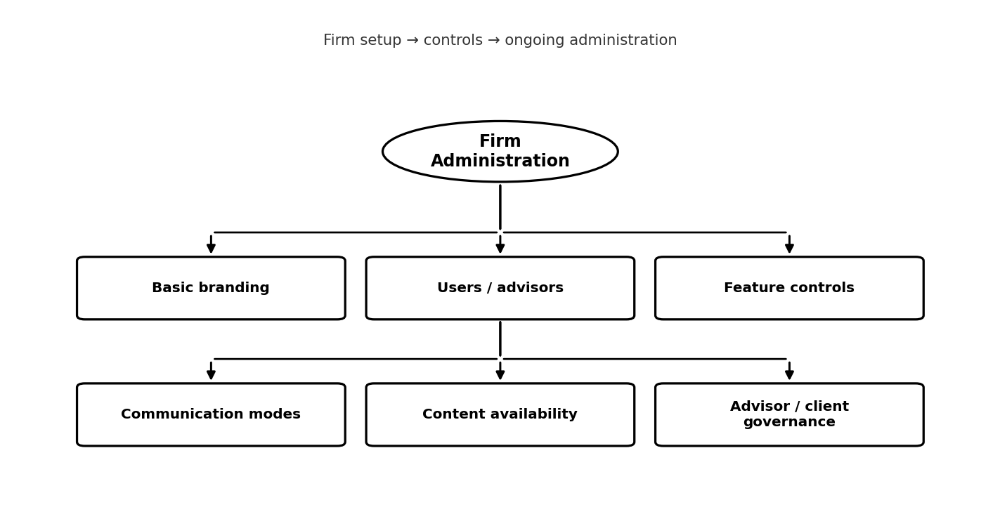 Firm setup → controls → ongoing administration
Firm
Administration
Basic branding
Users / advisors
Feature controls
Communication modes
Content availability
Advisor / client
governance